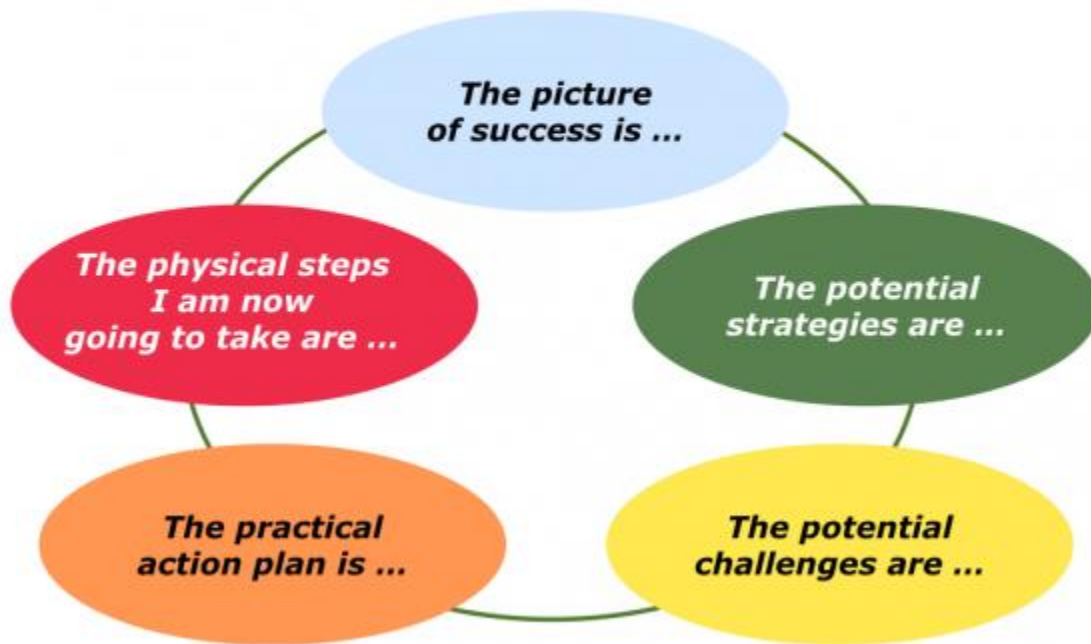 The picture
of success is ...
The potential
strategies are ...
The potential
challenges are ...
The practical
action plan is ...
The physical steps
I am now
going to take are ...